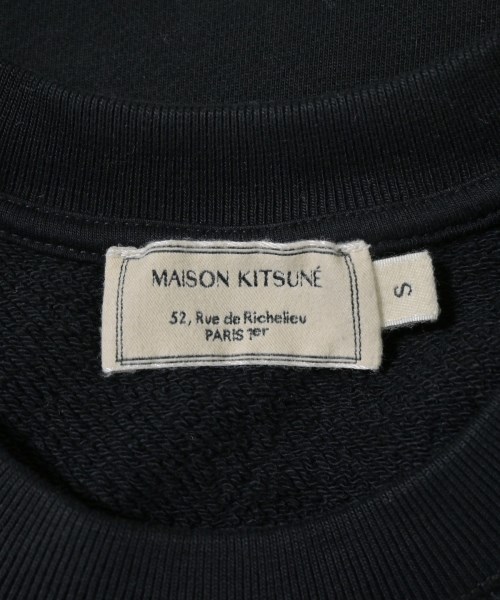 MAISON KITSUNÉ
52, Rue de Richelieu
PARIS 1er
S